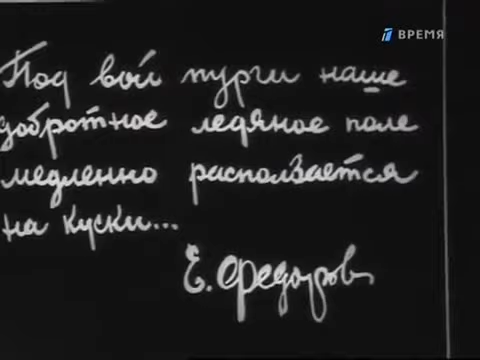 ВРЕМЯ
Под вой пурги наше
добротное ледяное поле
медленно расползается
на куски...
Е. Федоров